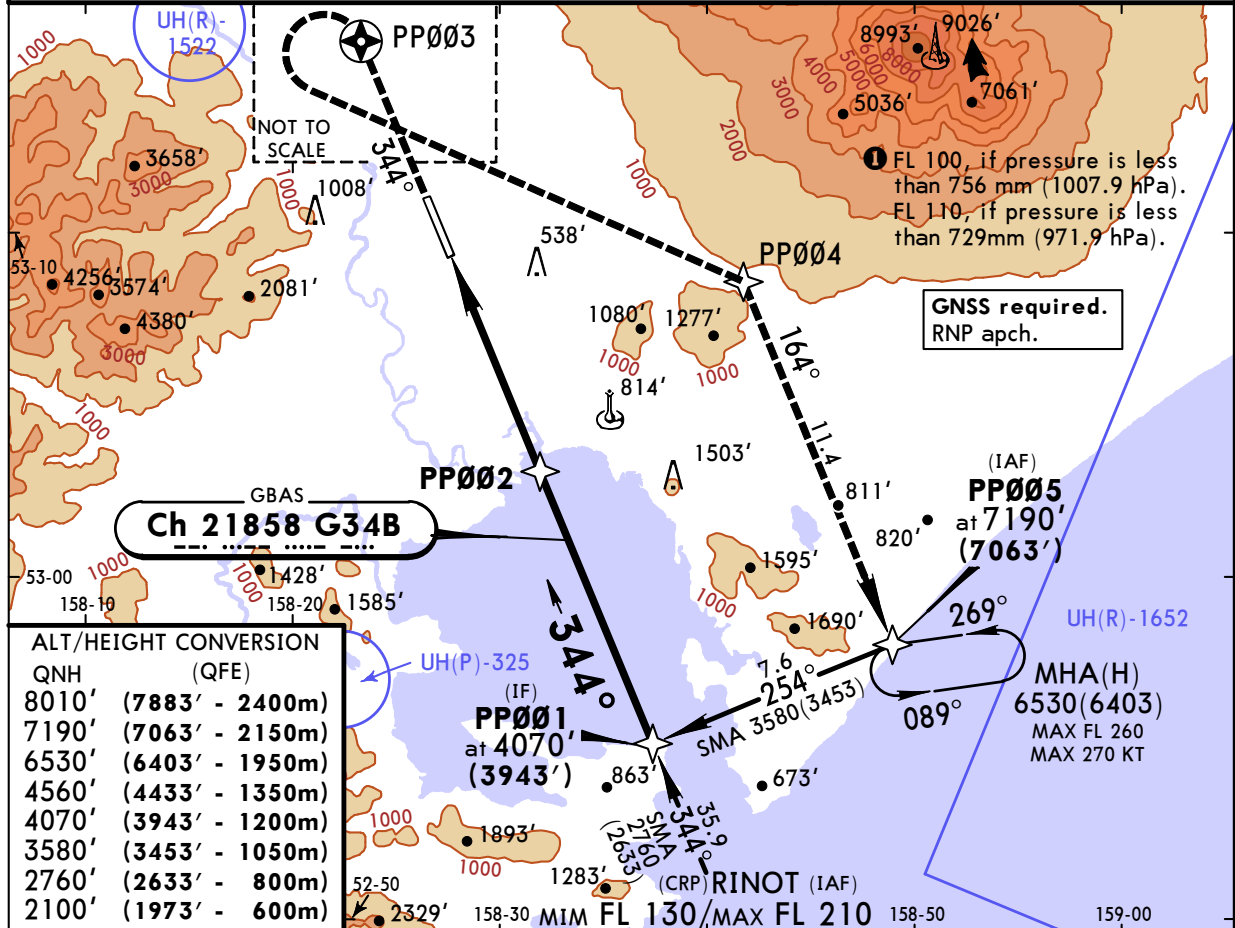 UH(R)-
1522
1000
PPØØ3
NOT TO
SCALE
344°
8993'
9026'
4000
5000
6000
8000
3000
5036'
7061'
2000
1000
1 FL 100, if pressure is less
than 756 mm (1007.9 hPa).
FL 110, if pressure is less
than 729mm (971.9 hPa).
3658'
3000
1000
1008'
538'
PPØØ4
53-10
4256'
3574'
2081'
4380'
3000
1080'
1277'
1000
1000
164°
GNSS required.
RNP apch.
814'
1000
11.4
1503'
PPØØ2
(IAF)
PPØØ5
at 7190'
(7063')
811'
820'
GBAS
Ch 21858 G34B
1000
1428'
1000
53-00
158-10
158-20
1585'
1595'
1000
1690'
269°
UH(R)-1652
344°
UH(P)-325
7.6
254°
SMA 3580(3453)
089°
MHA(H)
6530(6403)
MAX FL 260
MAX 270 KT
(IF)
PPØØ1
at 4070'
(3943')
863'
673'
ALT/HEIGHT CONVERSION
QNH (QFE)
8010' (7883' - 2400m)
7190' (7063' - 2150m)
6530' (6403' - 1950m)
4560' (4433' - 1350m)
4070' (3943' - 1200m)
3580' (3453' - 1050m)
2760' (2633' - 800m)
2100' (1973' - 600m)
1000
1893'
1000
35.9
344°
SMA
2760
(2633)
1283'
52-50
2329'
(CRP) RINOT (IAF)
MIM FL 130/MAX FL 210
158-30
158-50
159-00